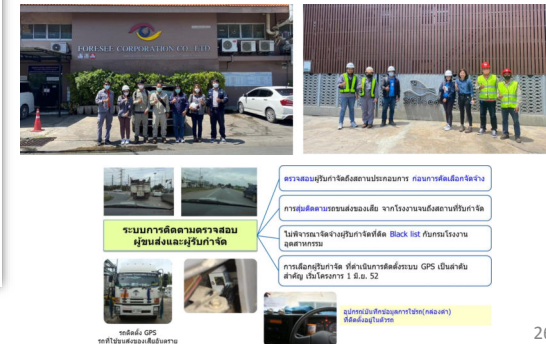 FORESEE CORPORATION CO.,LTD.
ตรวจสอบผู้รับกำจัดถึงสถานประกอบการ ก่อนการคัดเลือกจัดจ้าง
การสุ่มติดตามรถขนส่งของเสีย จากโรงงานจนถึงสถานที่รับกำจัด
ระบบการติดตามตรวจสอบ
ผู้ขนส่งและผู้รับกำจัด
ไม่พิจารณาจัดจ้างผู้รับกำจัดที่ติด Black list กับกรมโรงงาน
อุตสาหกรรม
การเลือกผู้รับกำจัด ที่ดำเนินการติดตั้งระบบ GPS เป็นลำดับ
สำคัญ เริ่มโครงการ 1 มิ.ย. 52
อุปกรณ์บันทึกข้อมูลการใช้รถ(กล่องดำ)
ที่ติดตั้งอยู่ในตัวรถ
รถติดตั้ง GPS
รถที่ใช้ขนส่งของเสียอันตราย